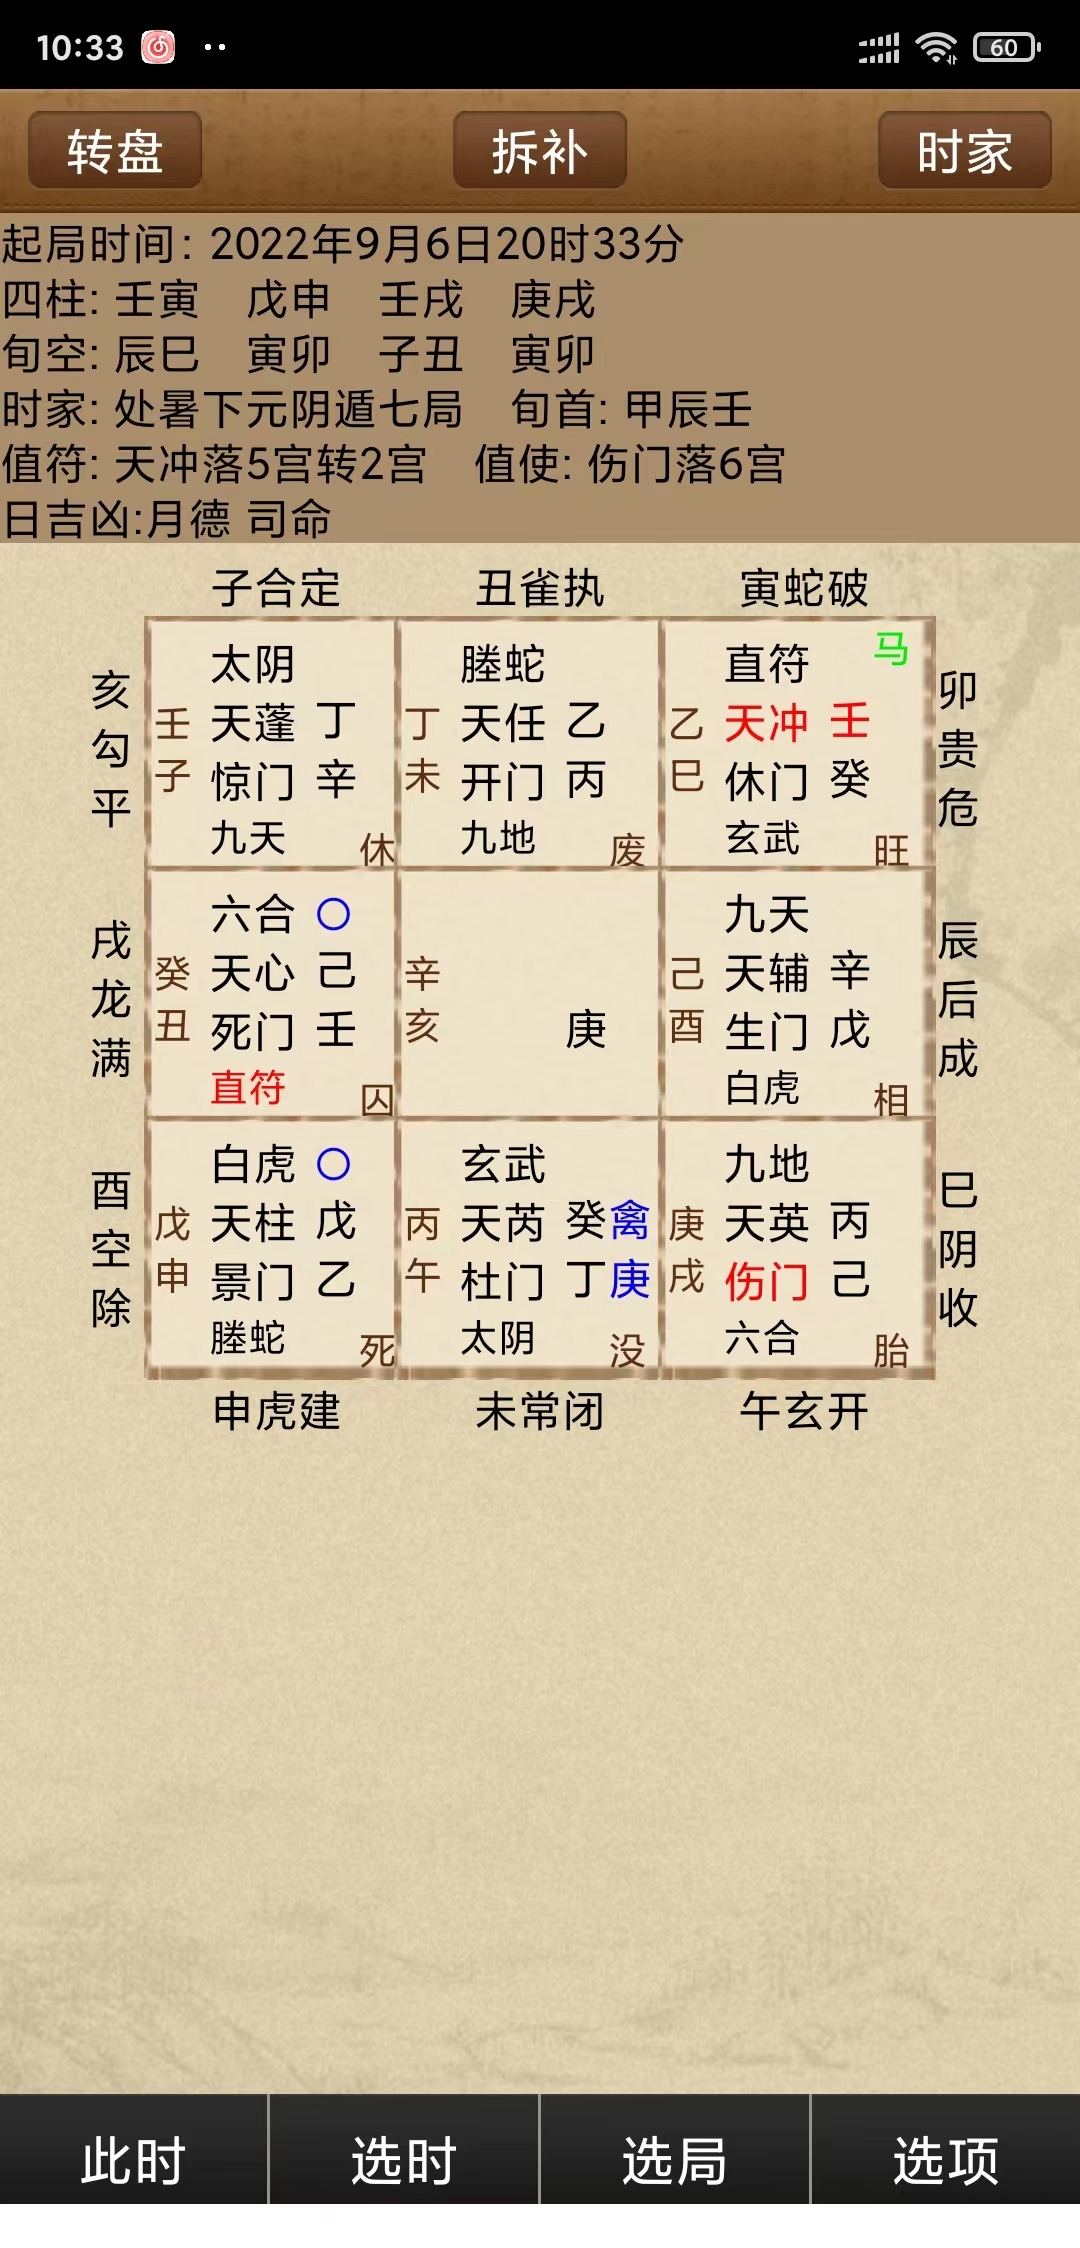 10:33 60
转盘 拆补 时家
起局时间: 2022年9月6日20时33分
四柱: 壬寅 戊申 壬戌 庚戌
旬空: 辰巳 寅卯 子丑 寅卯
时家: 处暑下元阴遁七局 旬首: 甲辰壬
值符: 天冲落5宫转2宫 值使: 伤门落6宫
日吉凶:月德 司命
子合定 丑雀执 寅蛇破
亥勾平
太阴
壬子
天蓬 丁
惊门 辛
九天 休
螣蛇
丁未
天任 乙
开门 丙
九地 废
直符 马
乙巳
天冲 壬
休门 癸
玄武 旺
卯贵危
戌龙满
六合 〇
癸丑
天心 己
死门 壬
直符 囚
辛亥
庚
九天
己酉
天辅 辛
生门 戊
白虎 相
辰后成
酉空除
白虎 〇
戊申
天柱 戊
景门 乙
螣蛇 死
玄武
丙午
天芮 癸禽
杜门 丁庚
太阴 没
九地
庚戌
天英 丙
伤门 己
六合 胎
巳阴收
申虎建 未常闭 午玄开
此时 选时 选局 选项